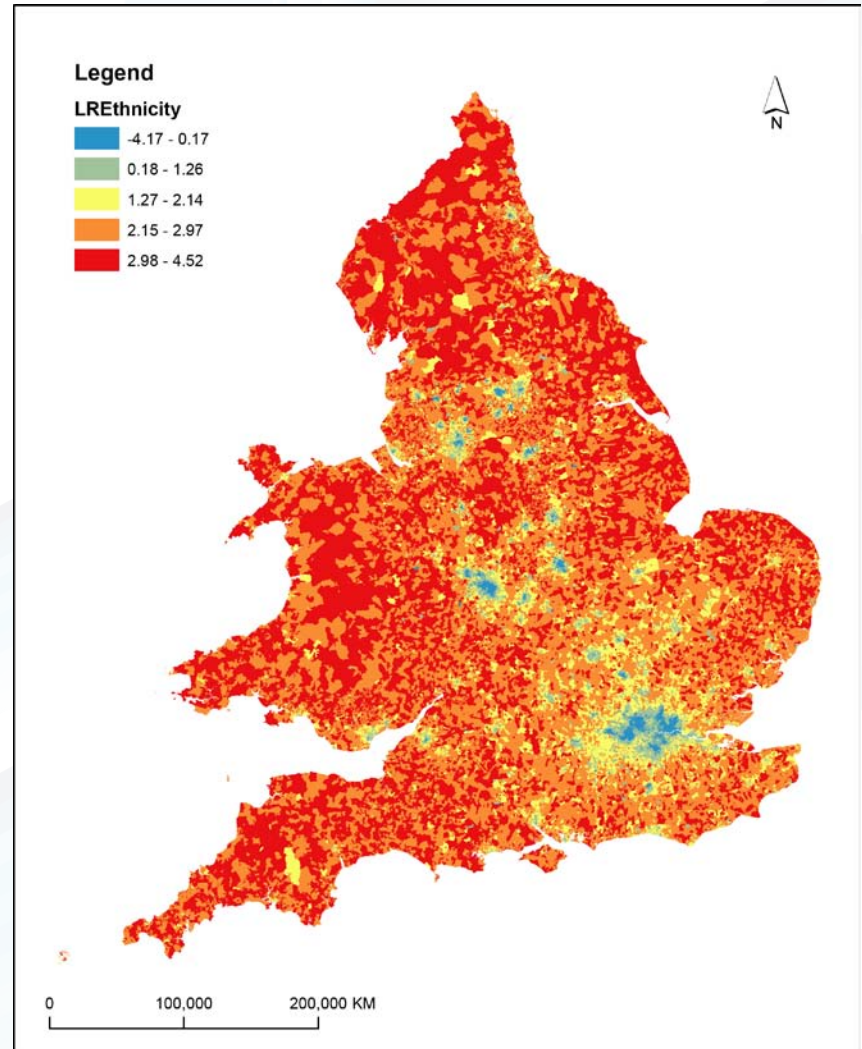 Legend
LREthnicity
-4.17 - 0.17
0.18 - 1.26
1.27 - 2.14
2.15 - 2.97
2.98 - 4.52
N
0 100,000 200,000 KM